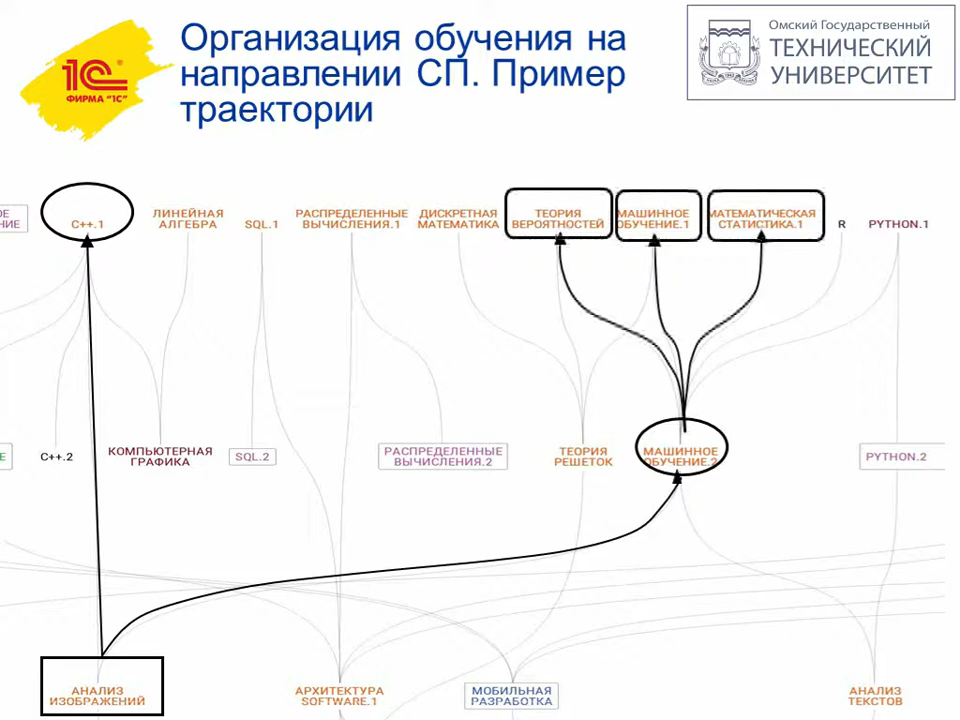 Организация обучения на
направлении СП. Пример
траектории
1С
ФИРМА "1С"
Омский Государственный
ТЕХНИЧЕСКИЙ
УНИВЕРСИТЕТ
ОЕ
НИЕ
C++.1
ЛИНЕЙНАЯ
АЛГЕБРА
SQL.1
РАСПРЕДЕЛЕННЫЕ
ВЫЧИСЛЕНИЯ.1
ДИСКРЕТНАЯ
МАТЕМАТИКА
ТЕОРИЯ
ВЕРОЯТНОСТЕЙ
МАШИННОЕ
ОБУЧЕНИЕ.1
МАТЕМАТИЧЕСКАЯ
СТАТИСТИКА.1
R
PYTHON.1
Е
C++.2
КОМПЬЮТЕРНАЯ
ГРАФИКА
SQL.2
РАСПРЕДЕЛЕННЫЕ
ВЫЧИСЛЕНИЯ.2
ТЕОРИЯ
РЕШЕТОК
МАШИННОЕ
ОБУЧЕНИЕ.2
PYTHON.2
АНАЛИЗ
ИЗОБРАЖЕНИЙ
АРХИТЕКТУРА
SOFTWARE.1
МОБИЛЬНАЯ
РАЗРАБОТКА
АНАЛИЗ
ТЕКСТОВ